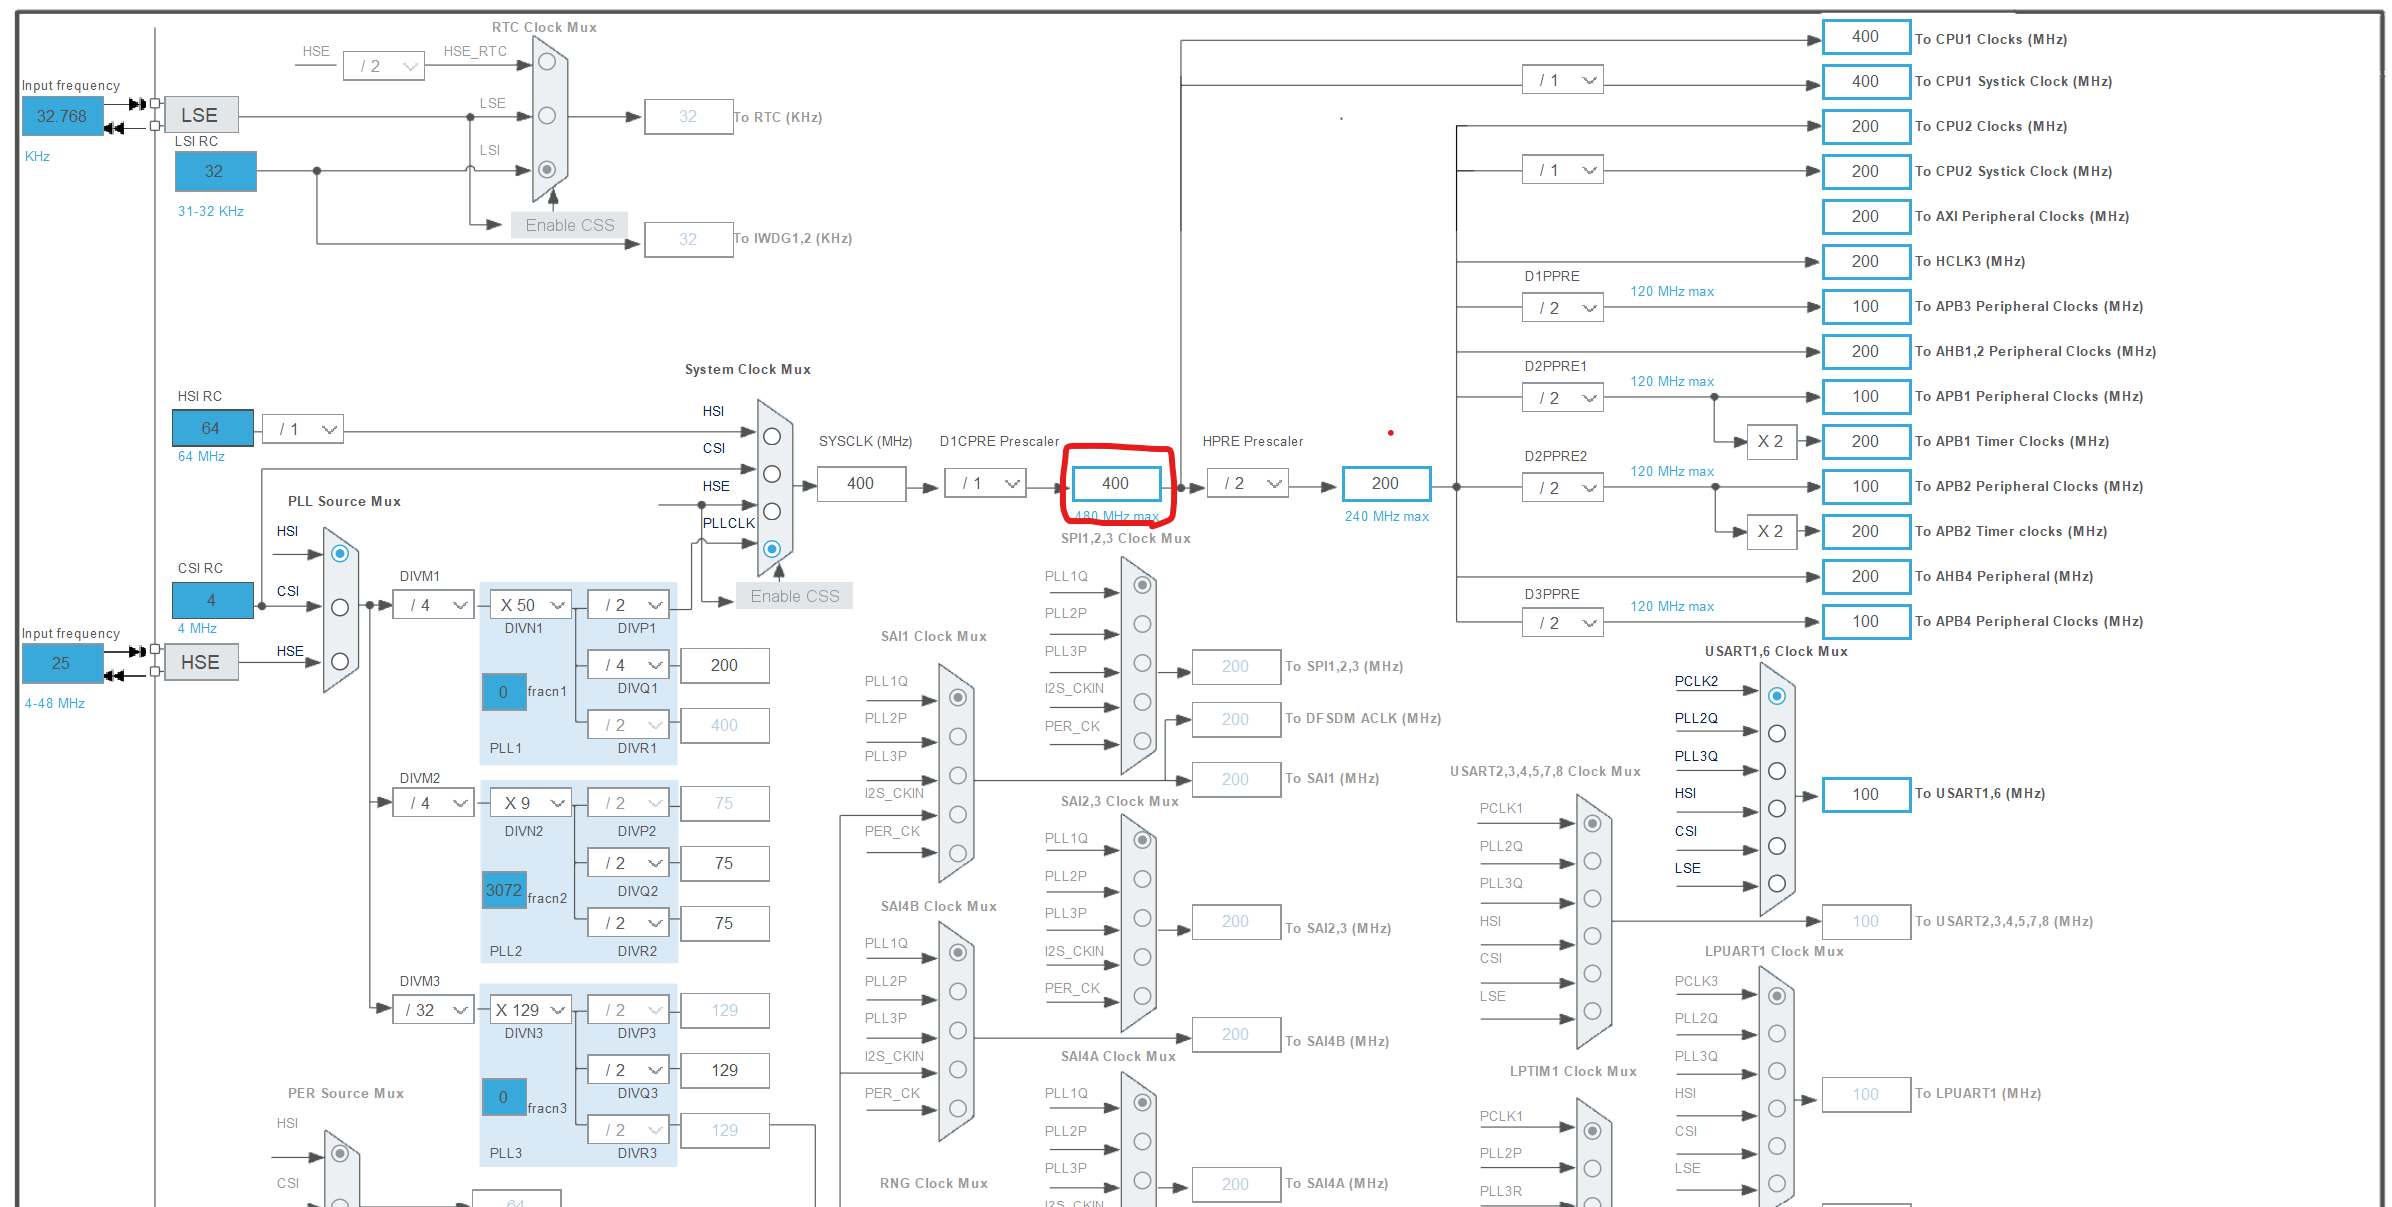 RTC Clock Mux
HSE
/ 2
HSE_RTC
Input frequency
32.768
KHz
LSE
LSE
32
To RTC (KHz)
LSI RC
32
31-32 KHz
LSI
Enable CSS
32
To IWDG1,2 (KHz)
400
To CPU1 Clocks (MHz)
/ 1
400
To CPU1 Systick Clock (MHz)
200
To CPU2 Clocks (MHz)
/ 1
200
To CPU2 Systick Clock (MHz)
200
To AXI Peripheral Clocks (MHz)
200
To HCLK3 (MHz)
D1PPRE
/ 2
120 MHz max
100
To APB3 Peripheral Clocks (MHz)
200
To AHB1,2 Peripheral Clocks (MHz)
D2PPRE1
/ 2
120 MHz max
100
To APB1 Peripheral Clocks (MHz)
X 2
200
To APB1 Timer Clocks (MHz)
D2PPRE2
/ 2
120 MHz max
100
To APB2 Peripheral Clocks (MHz)
X 2
200
To APB2 Timer clocks (MHz)
200
To AHB4 Peripheral (MHz)
D3PPRE
/ 2
120 MHz max
100
To APB4 Peripheral Clocks (MHz)
System Clock Mux
HSI RC
64
/ 1
64 MHz
HSI
CSI
HSE
PLLCLK
SYSCLK (MHz)
400
D1CPRE Prescaler
/ 1
400
480 MHz max
HPRE Prescaler
/ 2
200
240 MHz max
Enable CSS
PLL Source Mux
HSI
CSI RC
4
4 MHz
CSI
Input frequency
25
4-48 MHz
HSE
HSE
DIVM1
/ 4
X 50
DIVN1
/ 2
DIVP1
/ 4
200
DIVQ1
0
fracn1
/ 2
400
PLL1
DIVR1
DIVM2
/ 4
X 9
DIVN2
/ 2
75
DIVP2
/ 2
75
DIVQ2
3072
fracn2
/ 2
75
PLL2
DIVR2
DIVM3
/ 32
X 129
DIVN3
/ 2
129
DIVP3
/ 2
129
DIVQ3
0
fracn3
/ 2
129
PLL3
DIVR3
PER Source Mux
HSI
CSI
64
SAI1 Clock Mux
PLL1Q
PLL2P
PLL3P
I2S_CKIN
PER_CK
200
To SAI1 (MHz)
200
To DFSDM ACLK (MHz)
SAI4B Clock Mux
PLL1Q
PLL2P
PLL3P
I2S_CKIN
PER_CK
200
To SAI4B (MHz)
RNG Clock Mux
SPI1,2,3 Clock Mux
PLL1Q
PLL2P
PLL3P
I2S_CKIN
PER_CK
200
To SPI1,2,3 (MHz)
SAI2,3 Clock Mux
PLL1Q
PLL2P
PLL3P
I2S_CKIN
PER_CK
200
To SAI2,3 (MHz)
SAI4A Clock Mux
PLL1Q
PLL2P
PLL3P
I2S_CKIN
200
To SAI4A (MHz)
USART1,6 Clock Mux
PCLK2
PLL2Q
PLL3Q
HSI
CSI
LSE
100
To USART1,6 (MHz)
USART2,3,4,5,7,8 Clock Mux
PCLK1
PLL2Q
PLL3Q
HSI
CSI
LSE
100
To USART2,3,4,5,7,8 (MHz)
LPUART1 Clock Mux
PCLK3
PLL2Q
PLL3Q
HSI
CSI
LSE
100
To LPUART1 (MHz)
LPTIM1 Clock Mux
PCLK1
PLL2P
PLL3R